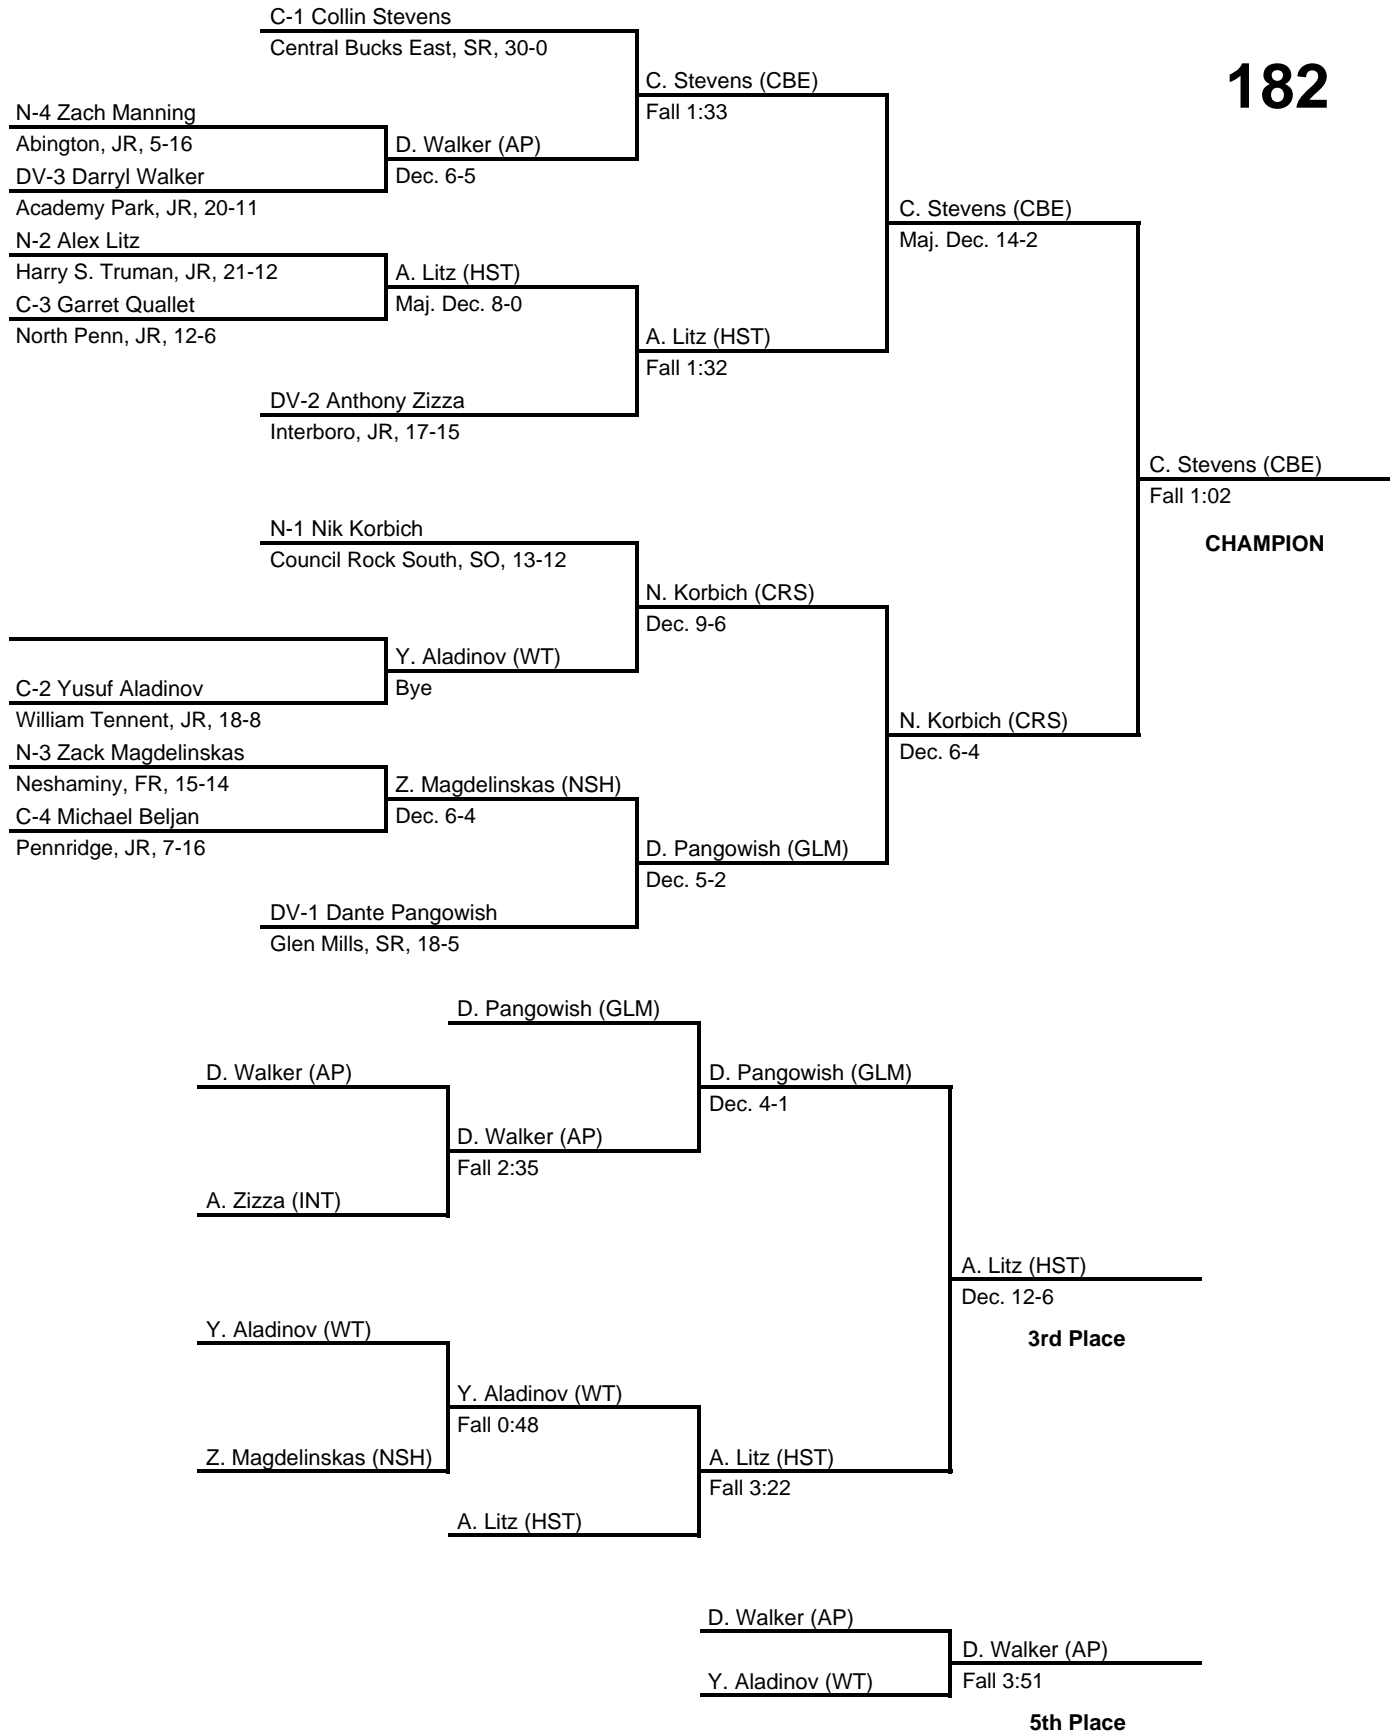 C-1 Collin Stevens
Central Bucks East, SR, 30-0
C. Stevens (CBE)
182
Fall 1:33
N-4 Zach Manning
Abington, JR, 5-16
D. Walker (AP)
DV-3 Darryl Walker
Dec. 6-5
Academy Park, JR, 20-11
C. Stevens (CBE)
Maj. Dec. 14-2
N-2 Alex Litz
Harry S. Truman, JR, 21-12
A. Litz (HST)
C-3 Garret Quallet
Maj. Dec. 8-0
North Penn, JR, 12-6
A. Litz (HST)
Fall 1:32
DV-2 Anthony Zizza
Interboro, JR, 17-15
C. Stevens (CBE)
Fall 1:02
CHAMPION
N-1 Nik Korbich
Council Rock South, SO, 13-12
N. Korbich (CRS)
Dec. 9-6
Y. Aladinov (WT)
C-2 Yusuf Aladinov
Bye
William Tennent, JR, 18-8
N. Korbich (CRS)
Dec. 6-4
N-3 Zack Magdelinskas
Neshaminy, FR, 15-14
Z. Magdelinskas (NSH)
C-4 Michael Beljan
Dec. 6-4
Pennridge, JR, 7-16
D. Pangowish (GLM)
Dec. 5-2
DV-1 Dante Pangowish
Glen Mills, SR, 18-5
D. Pangowish (GLM)
D. Walker (AP)
D. Pangowish (GLM)
Dec. 4-1
D. Walker (AP)
Fall 2:35
A. Zizza (INT)
A. Litz (HST)
Dec. 12-6
3rd Place
Y. Aladinov (WT)
Y. Aladinov (WT)
Fall 0:48
Z. Magdelinskas (NSH)
A. Litz (HST)
Fall 3:22
A. Litz (HST)
D. Walker (AP)
D. Walker (AP)
Y. Aladinov (WT)
Fall 3:51
5th Place